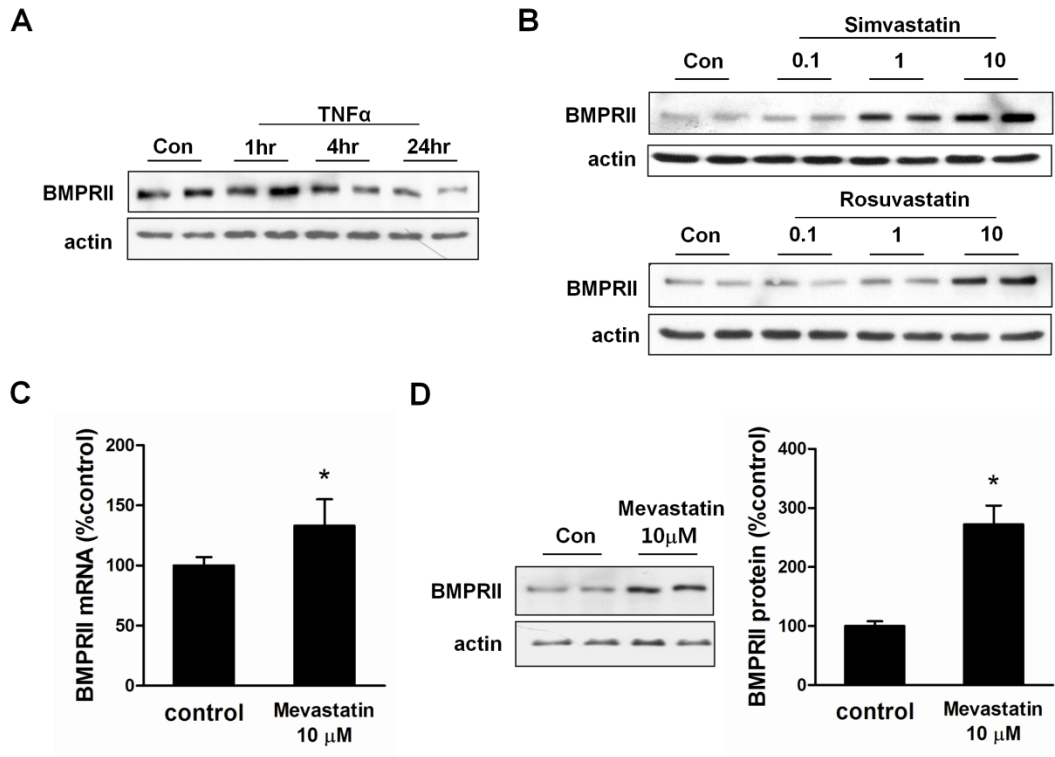 A
TNFα
Con 1hr 4hr 24hr
BMPRII
actin
B
Simvastatin
Con 0.1 1 10
BMPRII
actin
Rosuvastatin
Con 0.1 1 10
BMPRII
actin
C
BMPRII mRNA (%control)
200
150
100
50
0
*
control
Mevastatin
10 μM
D
Mevastatin
Con 10μM
BMPRII
actin
BMPRII protein (%control)
400
300
200
100
0
*
control
Mevastatin
10 μM